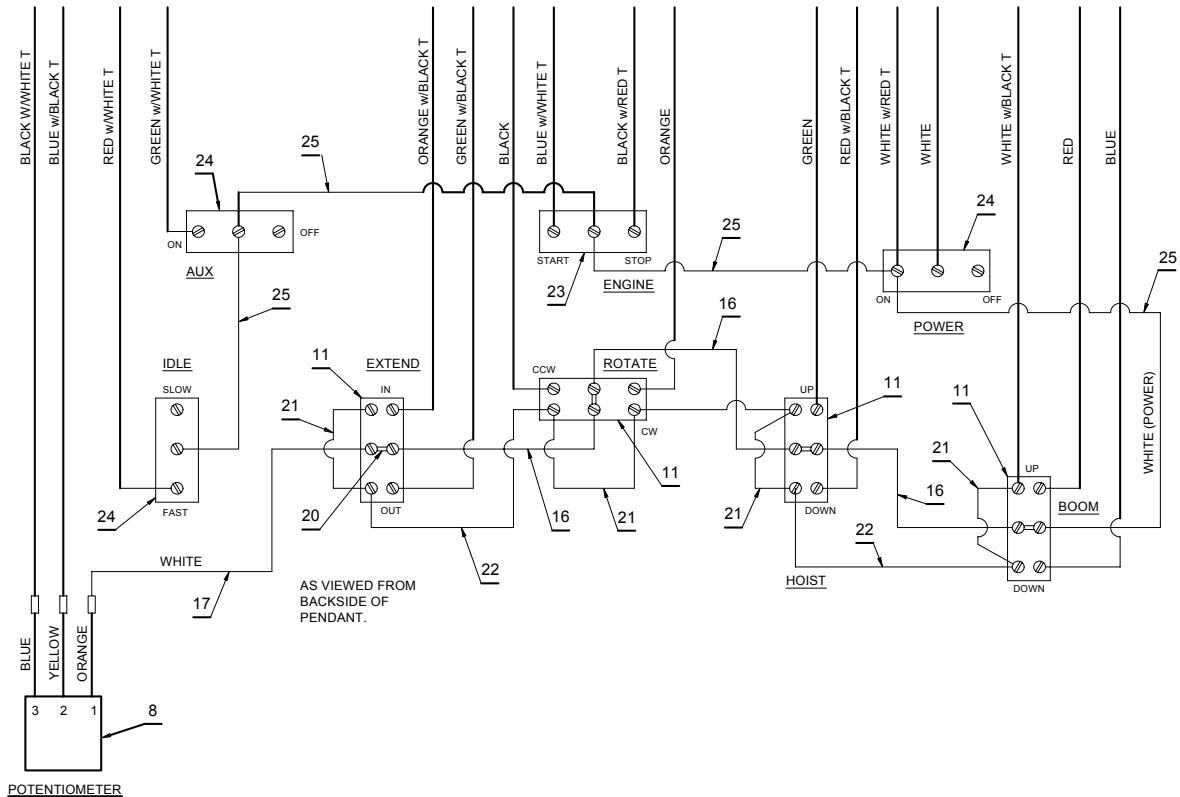 BLACK W/WHITE T
BLUE w/BLACK T
RED w/WHITE T
GREEN w/WHITE T
ORANGE w/BLACK T
GREEN w/BLACK T
BLACK
BLUE w/WHITE T
BLACK w/RED T
ORANGE
GREEN
RED w/BLACK T
WHITE w/RED T
WHITE
WHITE w/BLACK T
RED
BLUE
24
25
ON
OFF
AUX
START
STOP
23
ENGINE
25
24
ON
OFF
POWER
25
25
16
IDLE
SLOW
FAST
24
11
EXTEND
IN
OUT
21
20
CCW
ROTATE
CW
11
16
21
22
UP
11
DOWN
21
HOIST
16
22
11
UP
21
BOOM
DOWN
WHITE (POWER)
WHITE
17
AS VIEWED FROM
BACKSIDE OF
PENDANT.
BLUE
YELLOW
ORANGE
3 2 1
8
POTENTIOMETER